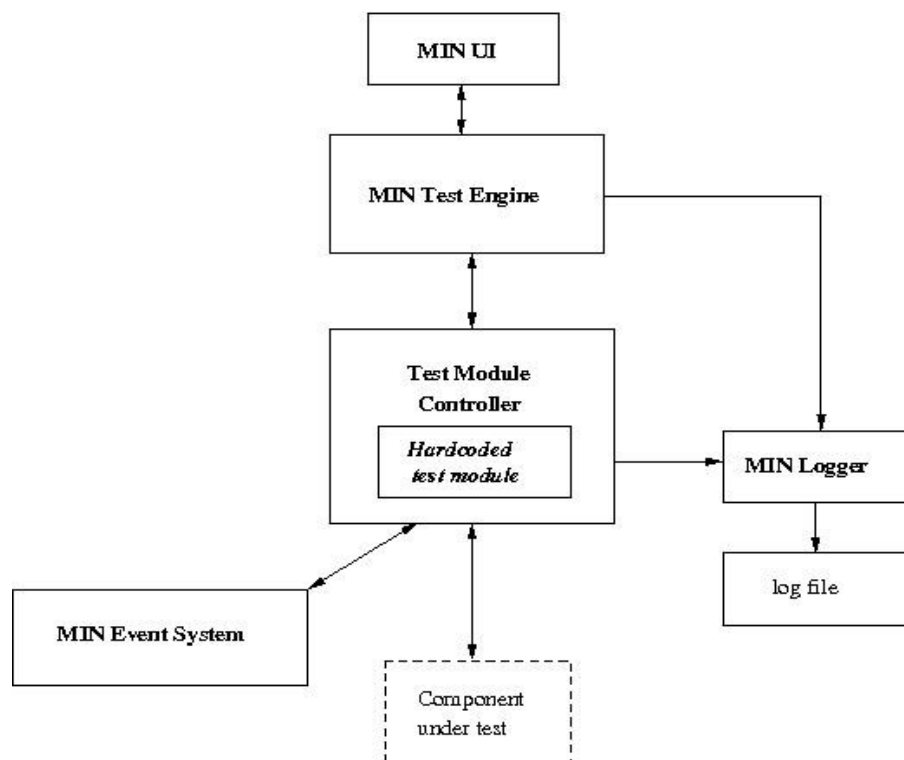 MIN UI
MIN Test Engine
Test Module
Controller
Hardcoded
test module
MIN Logger
log file
MIN Event System
Component
under test